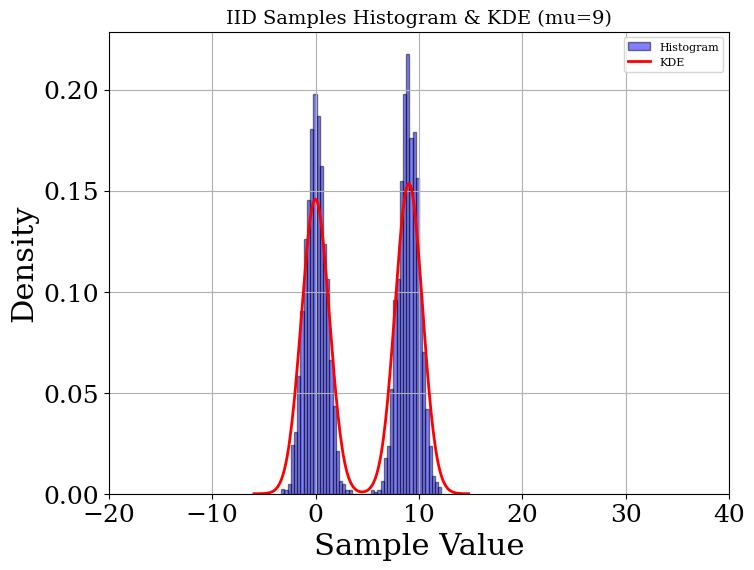 IID Samples Histogram & KDE (mu=9)
Histogram
KDE
Density
0.20
0.15
0.10
0.05
0.00
−20 −10 0 10 20 30 40
Sample Value